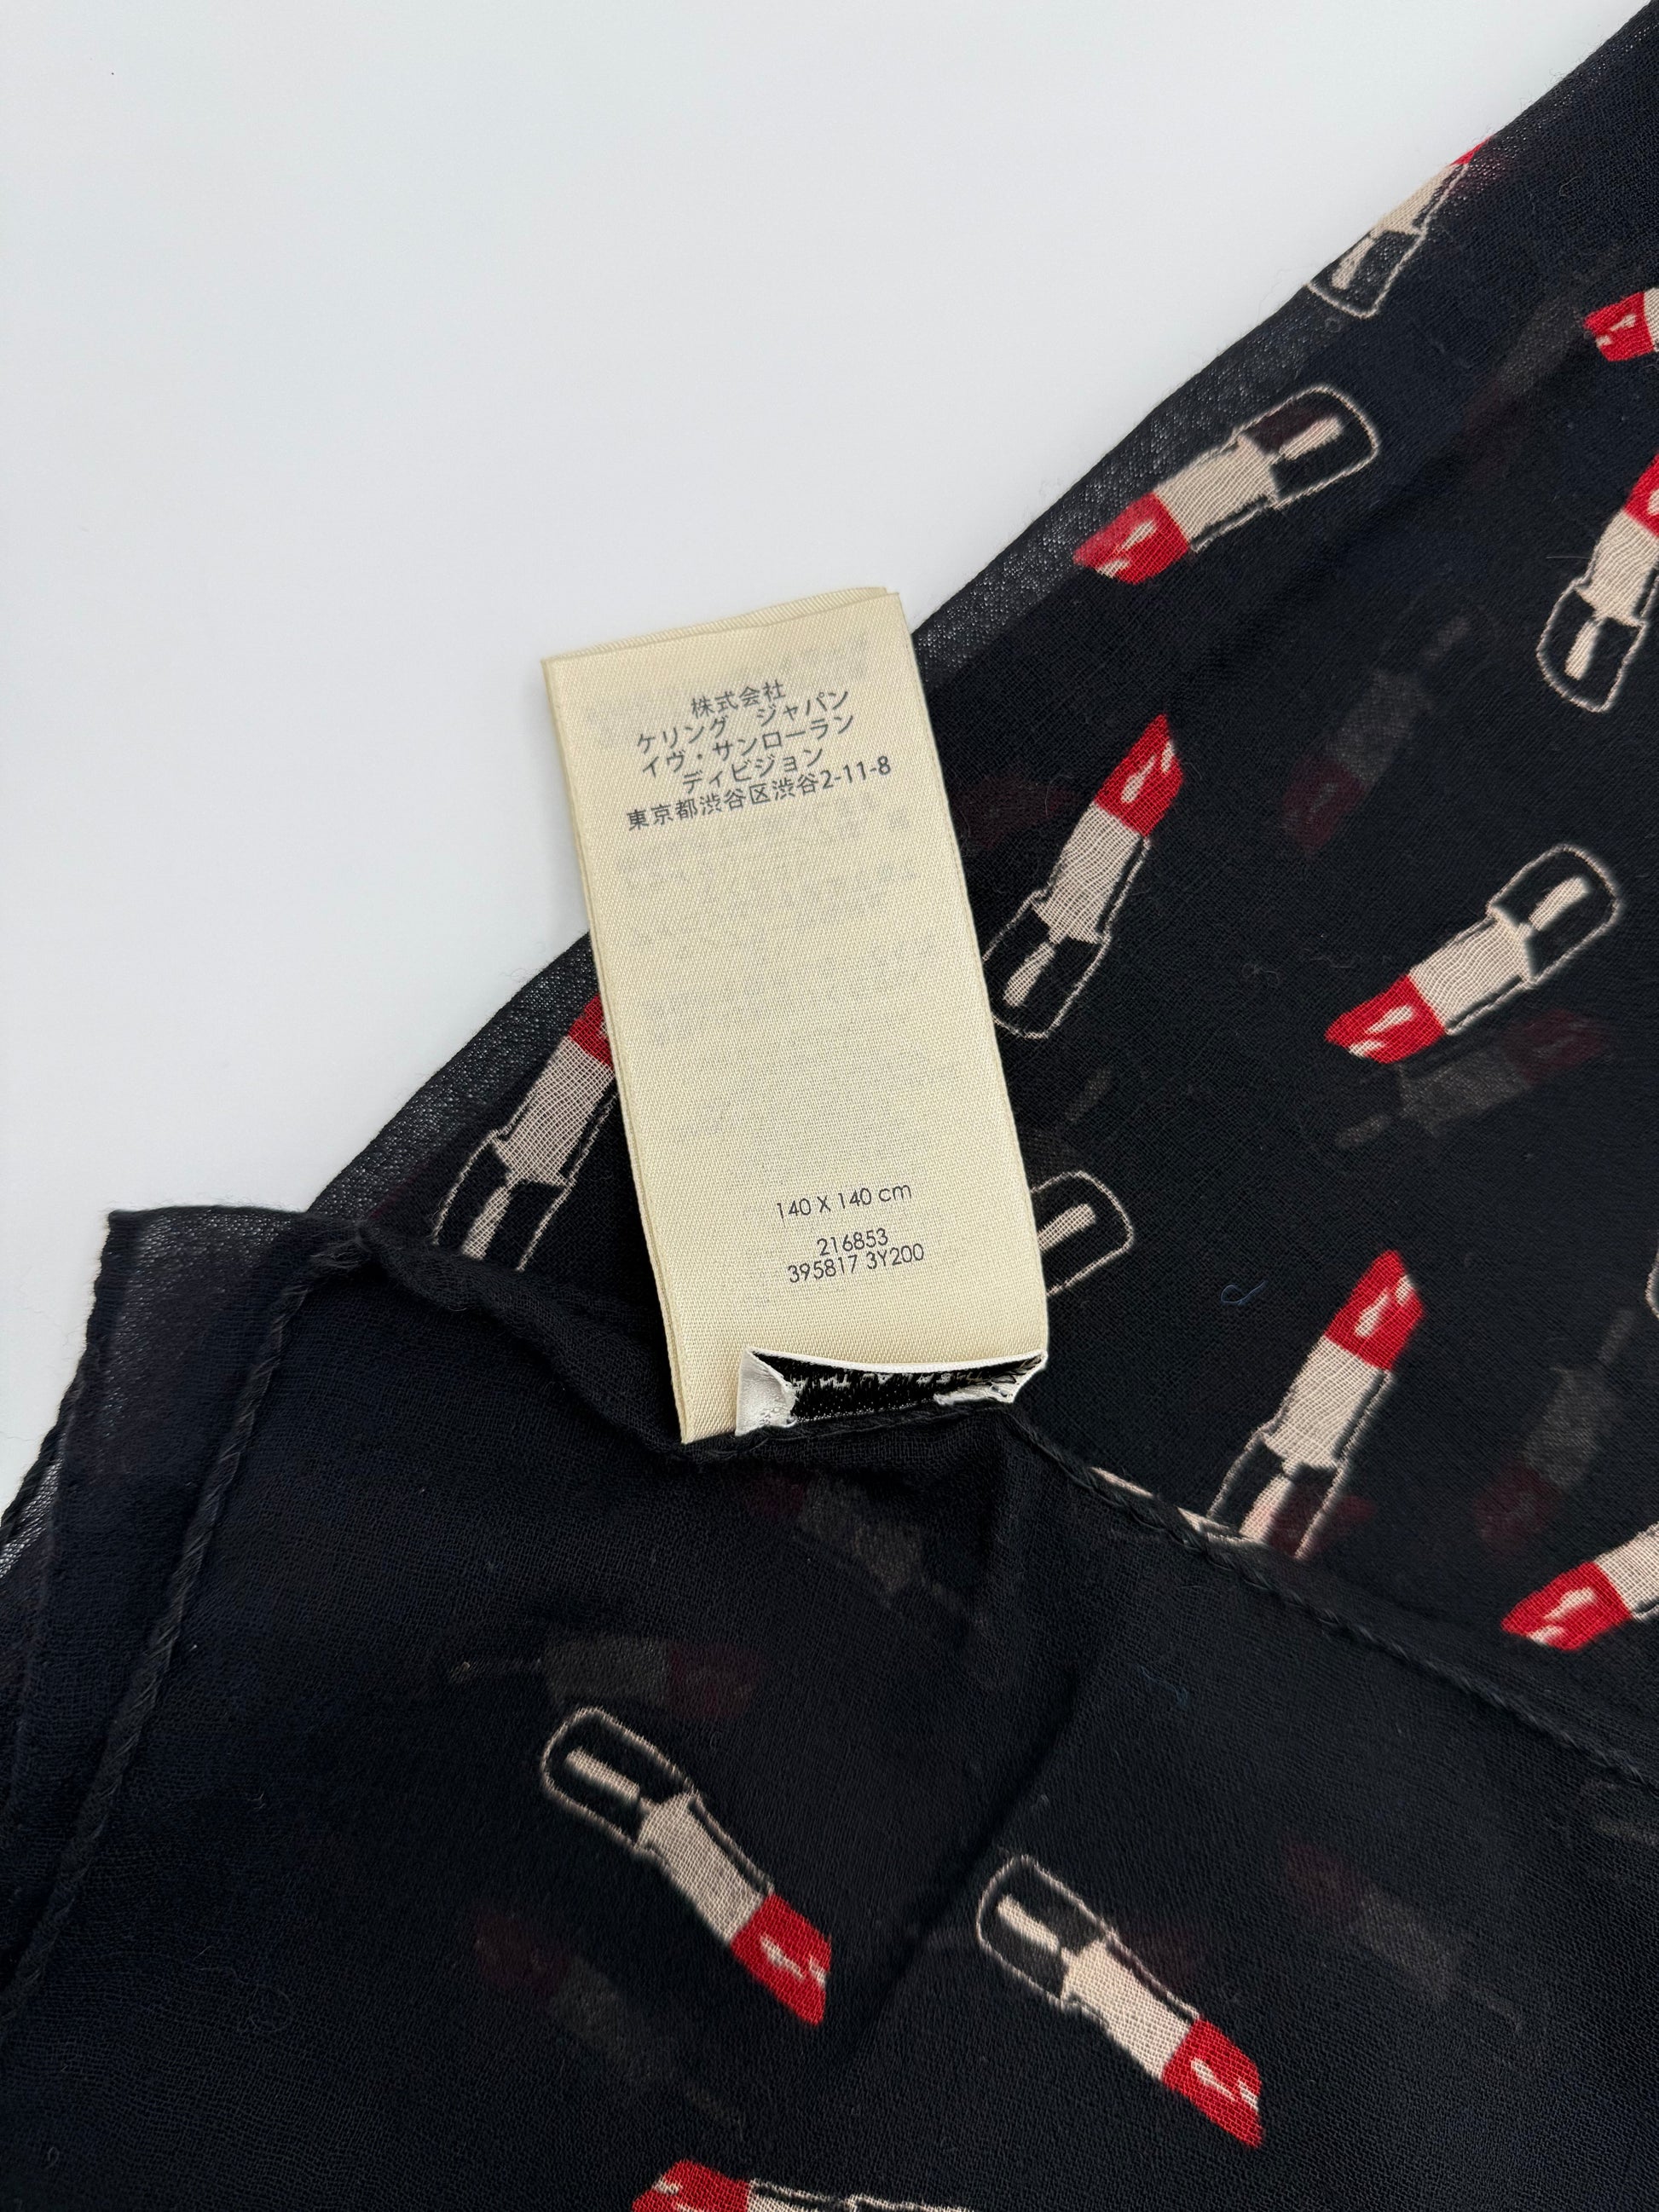 株式会社
ケリング ジャパン
イヴ・サンローラン
ディビジョン
東京都渋谷区渋谷2-11-8
140 X 140 cm
216853
395817 3Y200